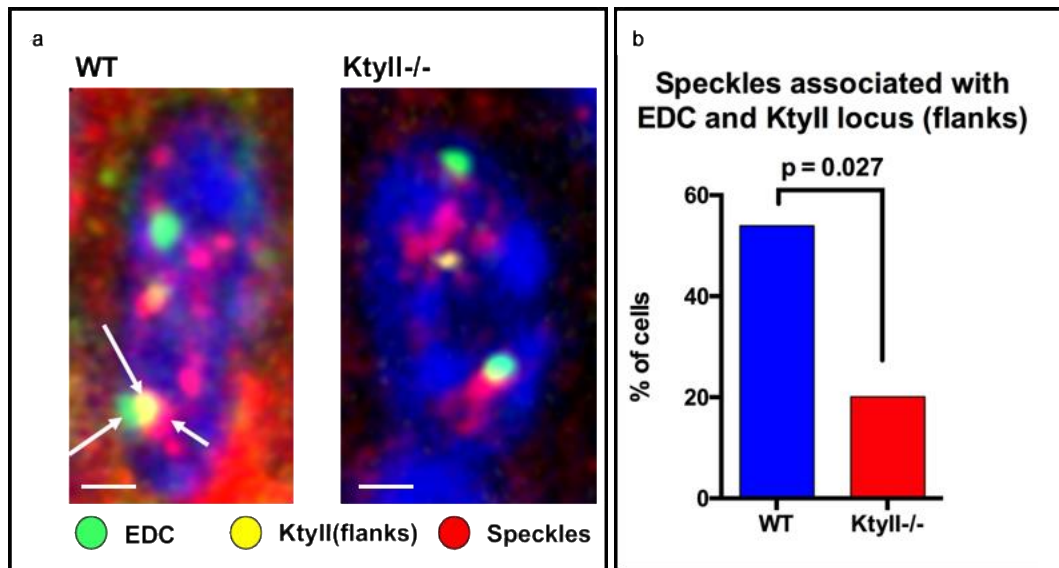 a
WT
KtyII-/-
EDC
KtyII(flanks)
Speckles
b
Speckles associated with
EDC and KtyII locus (flanks)
p = 0.027
% of cells
60
40
20
0
WT
KtyII-/-